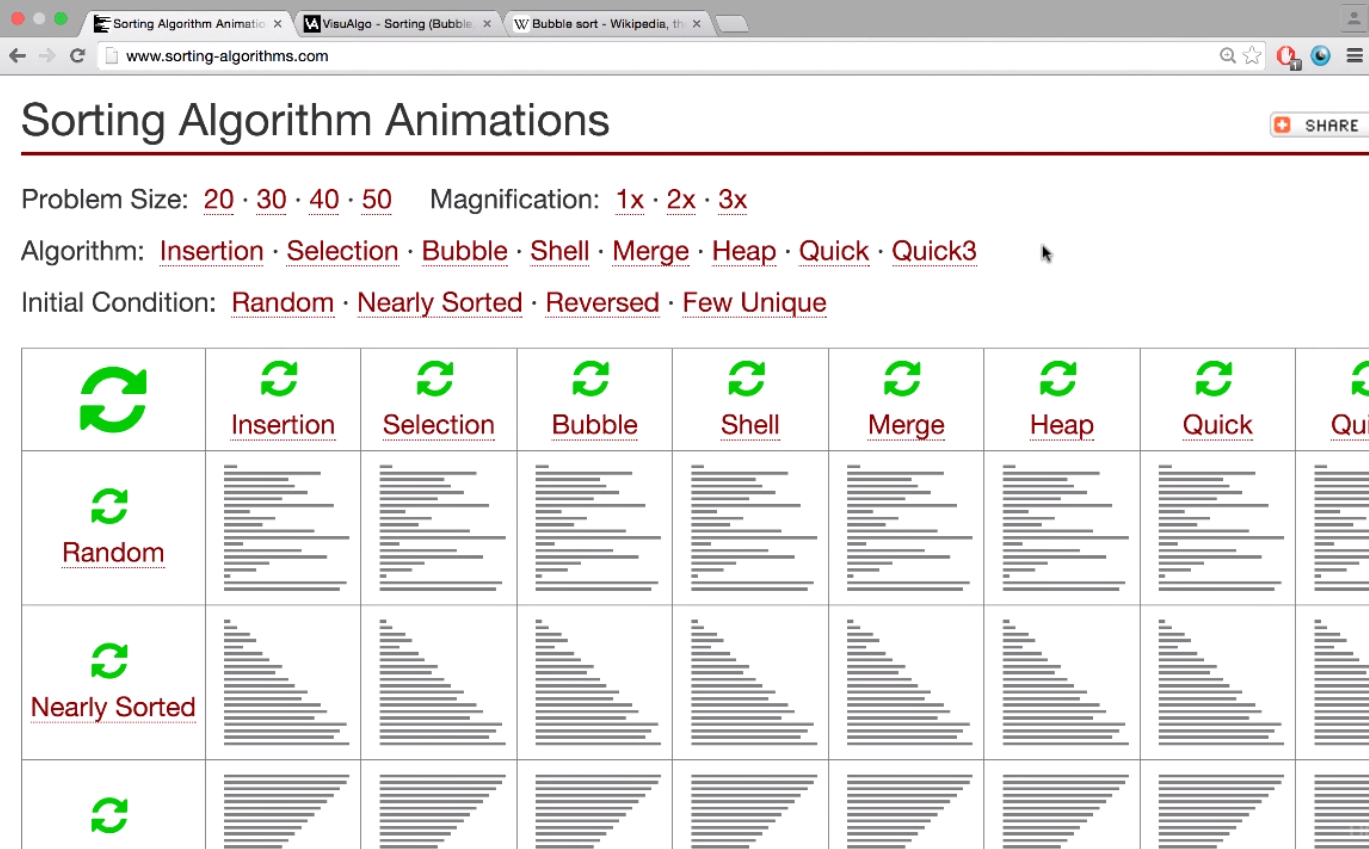 Sorting Algorithm Animatio
VisuAlgo - Sorting (Bubble,
Bubble sort - Wikipedia, the
www.sorting-algorithms.com
Sorting Algorithm Animations
SHARE
Problem Size: 20 · 30 · 40 · 50 Magnification: 1x · 2x · 3x
Algorithm: Insertion · Selection · Bubble · Shell · Merge · Heap · Quick · Quick3
Initial Condition: Random · Nearly Sorted · Reversed · Few Unique
Insertion Selection Bubble Shell Merge Heap Quick Qui
Random
Nearly Sorted